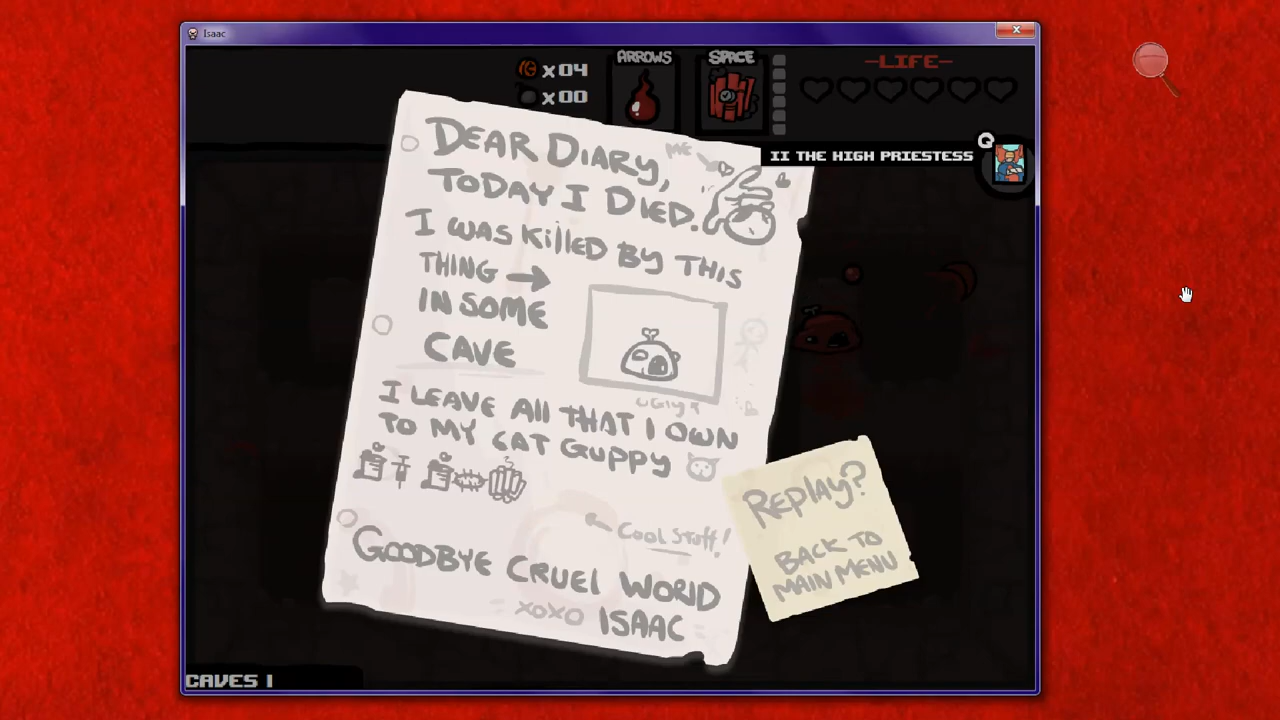 Isaac
ARROWS
SPACE
-LIFE-
x04
x00
Q
II THE HIGH PRIESTESS
DEAR DIARY,
ME
TODAY I DIED.
I WAS KILLED BY THIS
THING →
IN SOME
CAVE
UGLY
I LEAVE ALL THAT I OWN
TO MY CAT GUPPY
← COOL STUFF!
GOODBYE CRUEL WORLD
XOXO ISAAC
REPLAY?
BACK TO
MAIN MENU
CAVES I